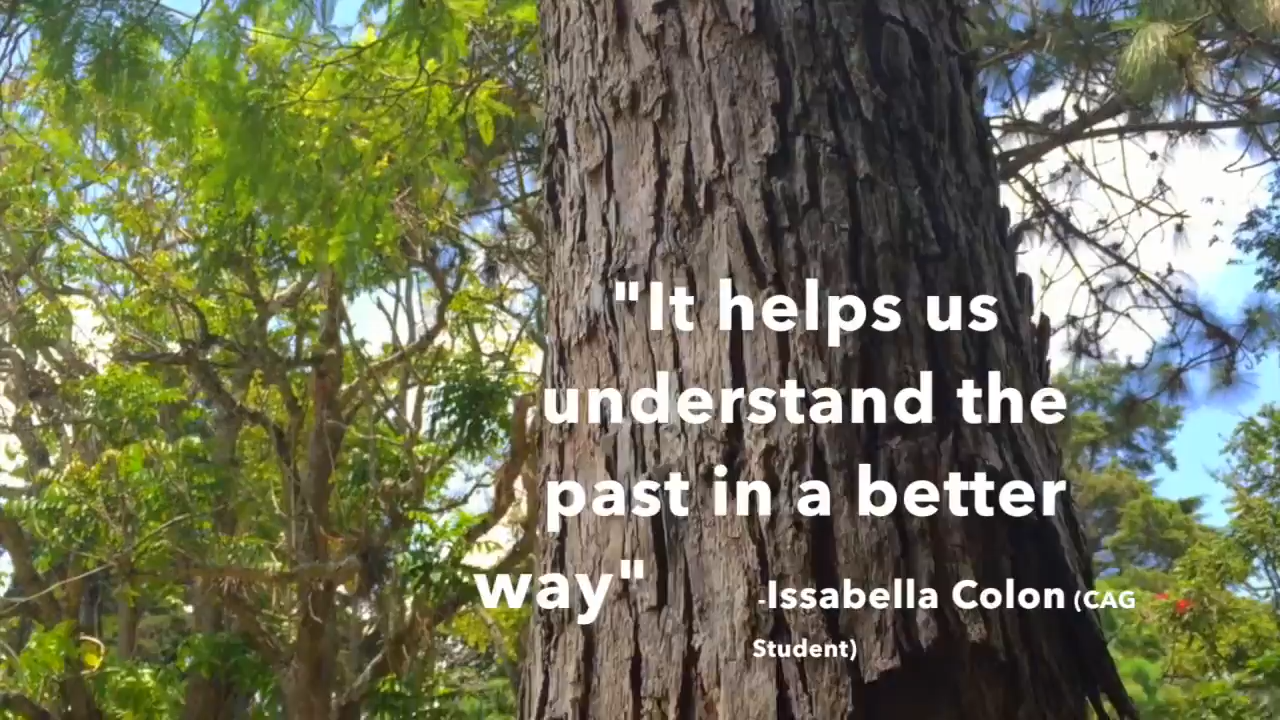 "It helps us
understand the
past in a better
way" -Issabella Colon (CAG
Student)